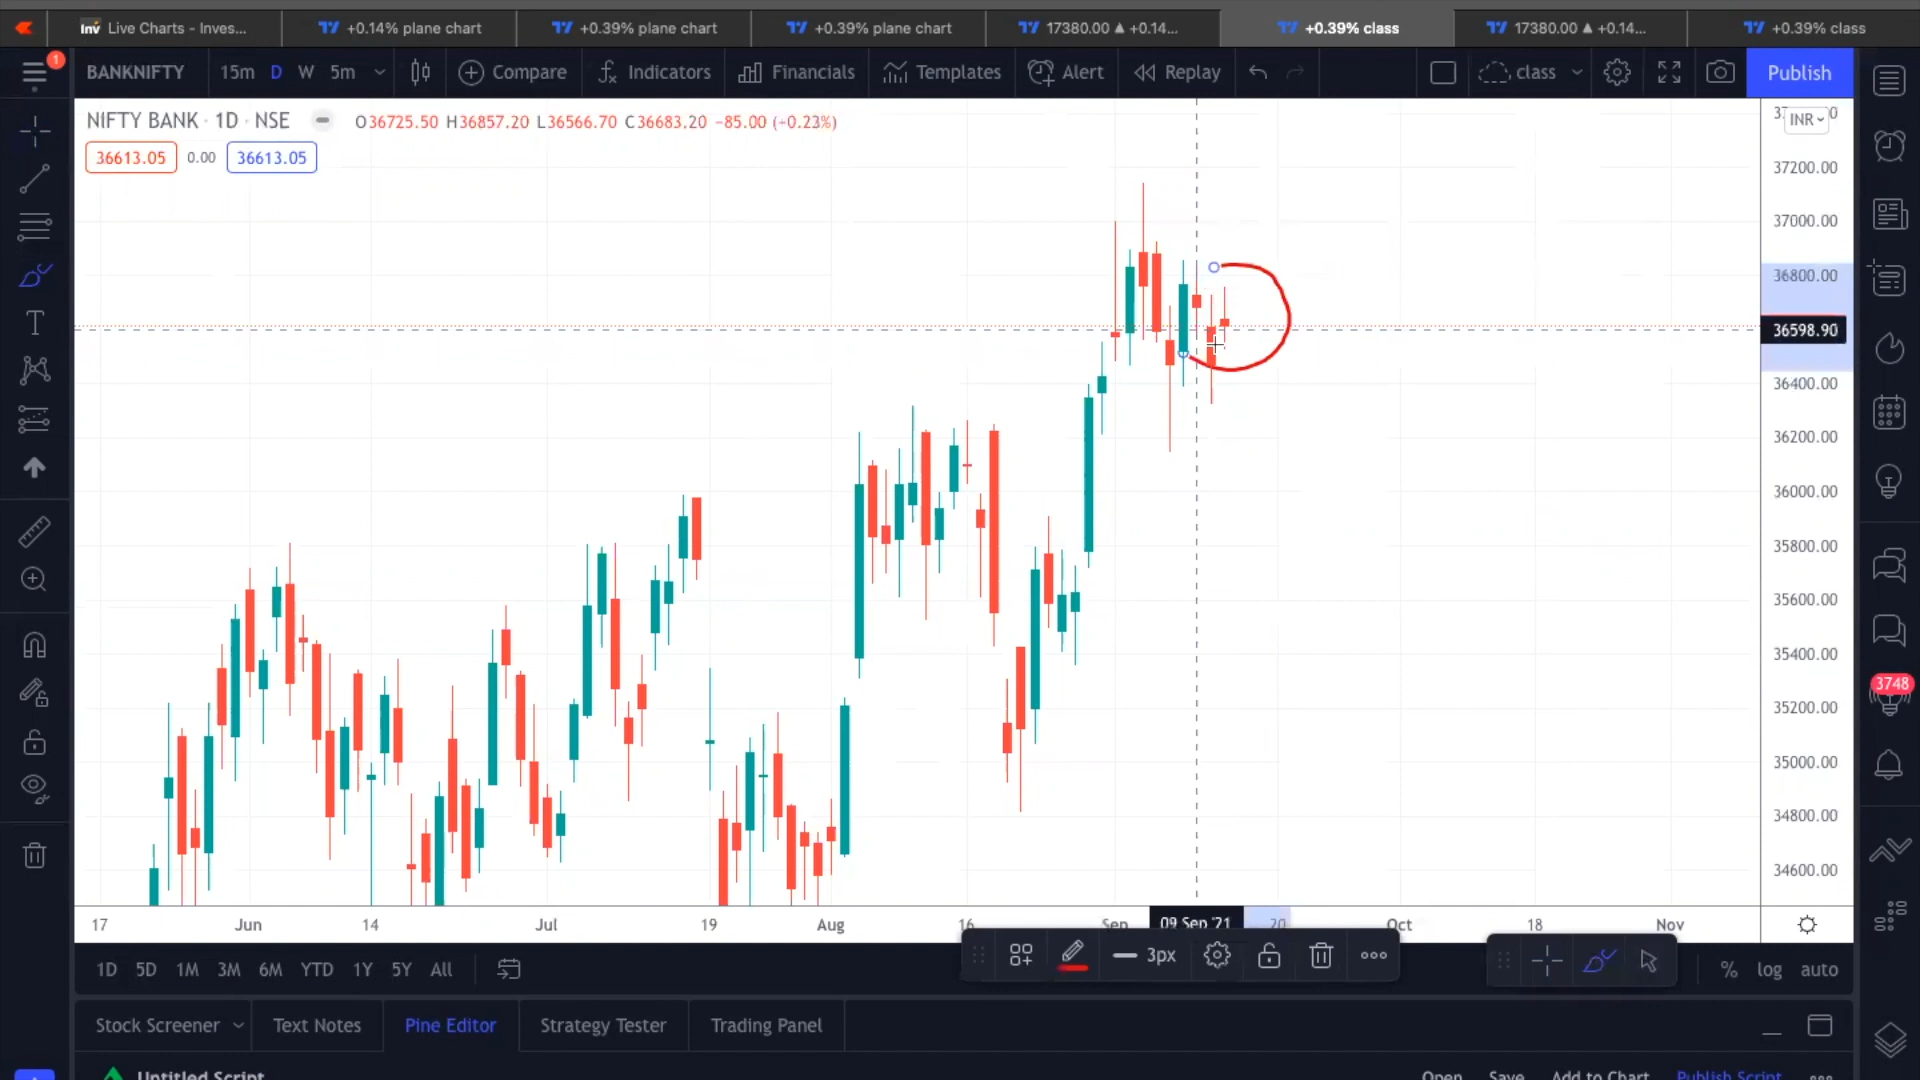 Inv Live Charts - Inves...
+0.14% plane chart
+0.39% plane chart
+0.39% plane chart
17380.00 ▲ +0.14...
+0.39% class
17380.00 ▲ +0.14...
+0.39% class
1
BANKNIFTY
15m D W 5m
Compare
Indicators
Financials
Templates
Alert
Replay
class
Publish
NIFTY BANK · 1D · NSE
O36725.50 H36857.20 L36566.70 C36683.20 −85.00 (−0.23%)
36613.05 0.00 36613.05
INR
37200.00
37000.00
36800.00
36598.90
36400.00
36200.00
36000.00
35800.00
35600.00
35400.00
35200.00
35000.00
34800.00
34600.00
3748
17 Jun 14 Jul 19 Aug 16 Sep 09 Sep '21 20 Oct 18 Nov
1D 5D 1M 3M 6M YTD 1Y 5Y All
3px
% log auto
Stock Screener
Text Notes
Pine Editor
Strategy Tester
Trading Panel
Untitled Script
Open Save Add to Chart Publish Script